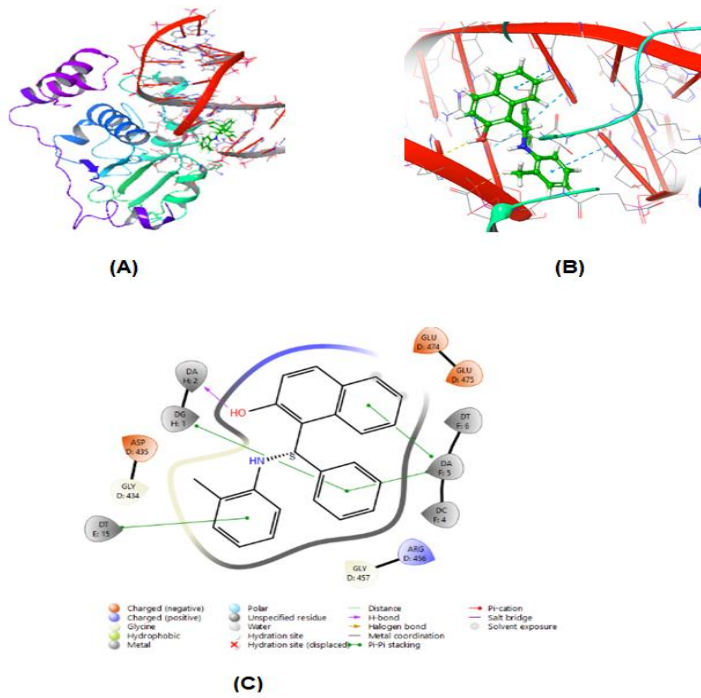 (A)
(B)
GLU
D: 474
GLU
D: 475
DA
H: 2
DG
H: 1
HO
DT
F: 6
ASP
D: 435
HN
S
DA
F: 5
GLY
D: 434
DC
F: 4
DT
E: 15
ARG
D: 456
GLY
D: 457
Charged (negative)
Charged (positive)
Glycine
Hydrophobic
Metal
Polar
Unspecified residue
Water
Hydration site
Hydration site (displaced)
Distance
H-bond
Halogen bond
Metal coordination
Pi-Pi stacking
Pi-cation
Salt bridge
Solvent exposure
(C)